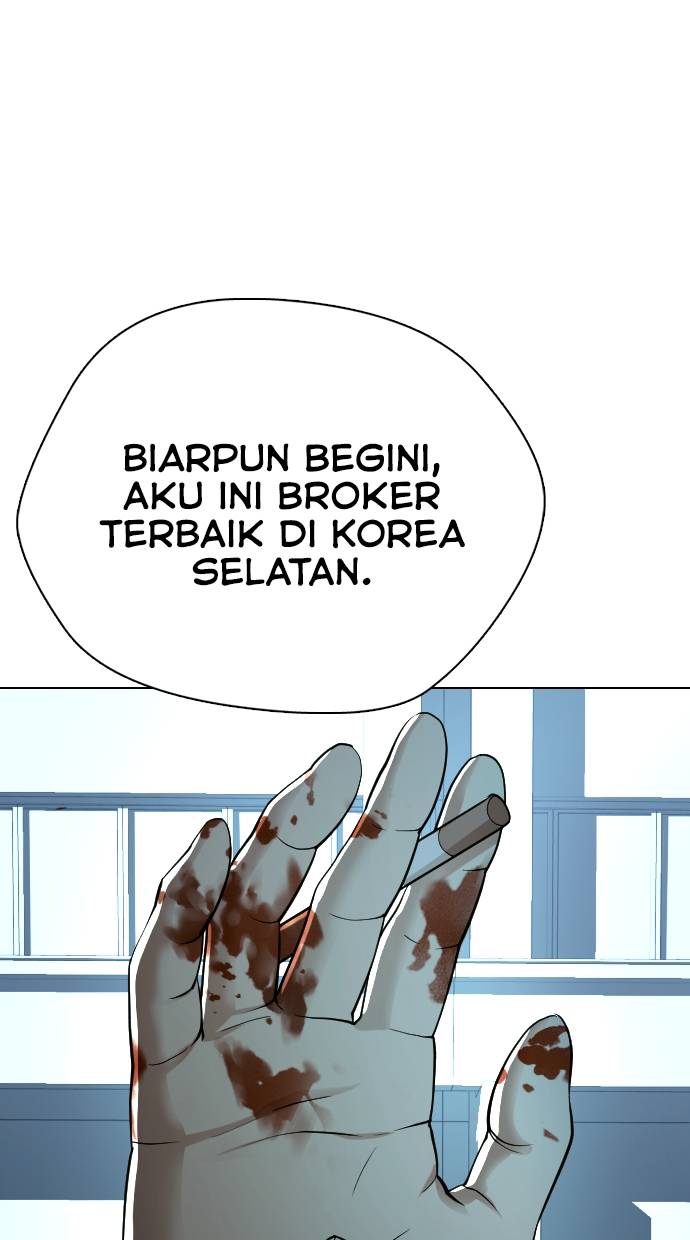 BIARPUN BEGINI,
AKU INI BROKER
TERBAIK DI KOREA
SELATAN.